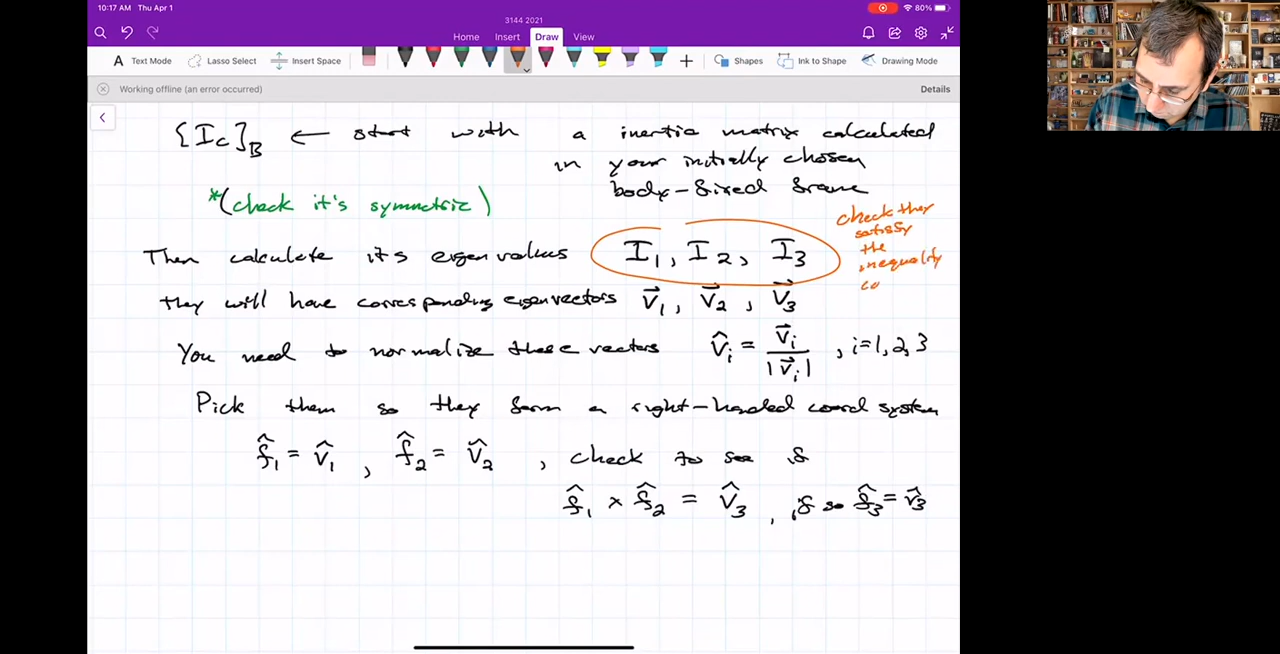 10:17 AM Thu Apr 1
80%
3144 2021
Home Insert Draw View
Text Mode Lasso Select Insert Space Shapes Ink to Shape Drawing Mode
Working offline (an error occurred) Details
[I_C]_B ← start with a inertia matrix calculated
in your initially chosen
body-fixed frame
*(check it's symmetric)
Then calculate its eigenvalues I₁, I₂, I₃
check they
satisfy
the
inequality
co
they will have corresponding eigenvectors v⃗₁, v⃗₂, v⃗₃
You need to normalize these vectors v̂ᵢ = v⃗ᵢ / |v⃗ᵢ| , i=1,2,3
Pick them so they form a right-handed coord system
f̂₁ = v̂₁ , f̂₂ = v̂₂ , check to see if
f̂₁ × f̂₂ = v̂₃ , if so f̂₃ = v̂₃